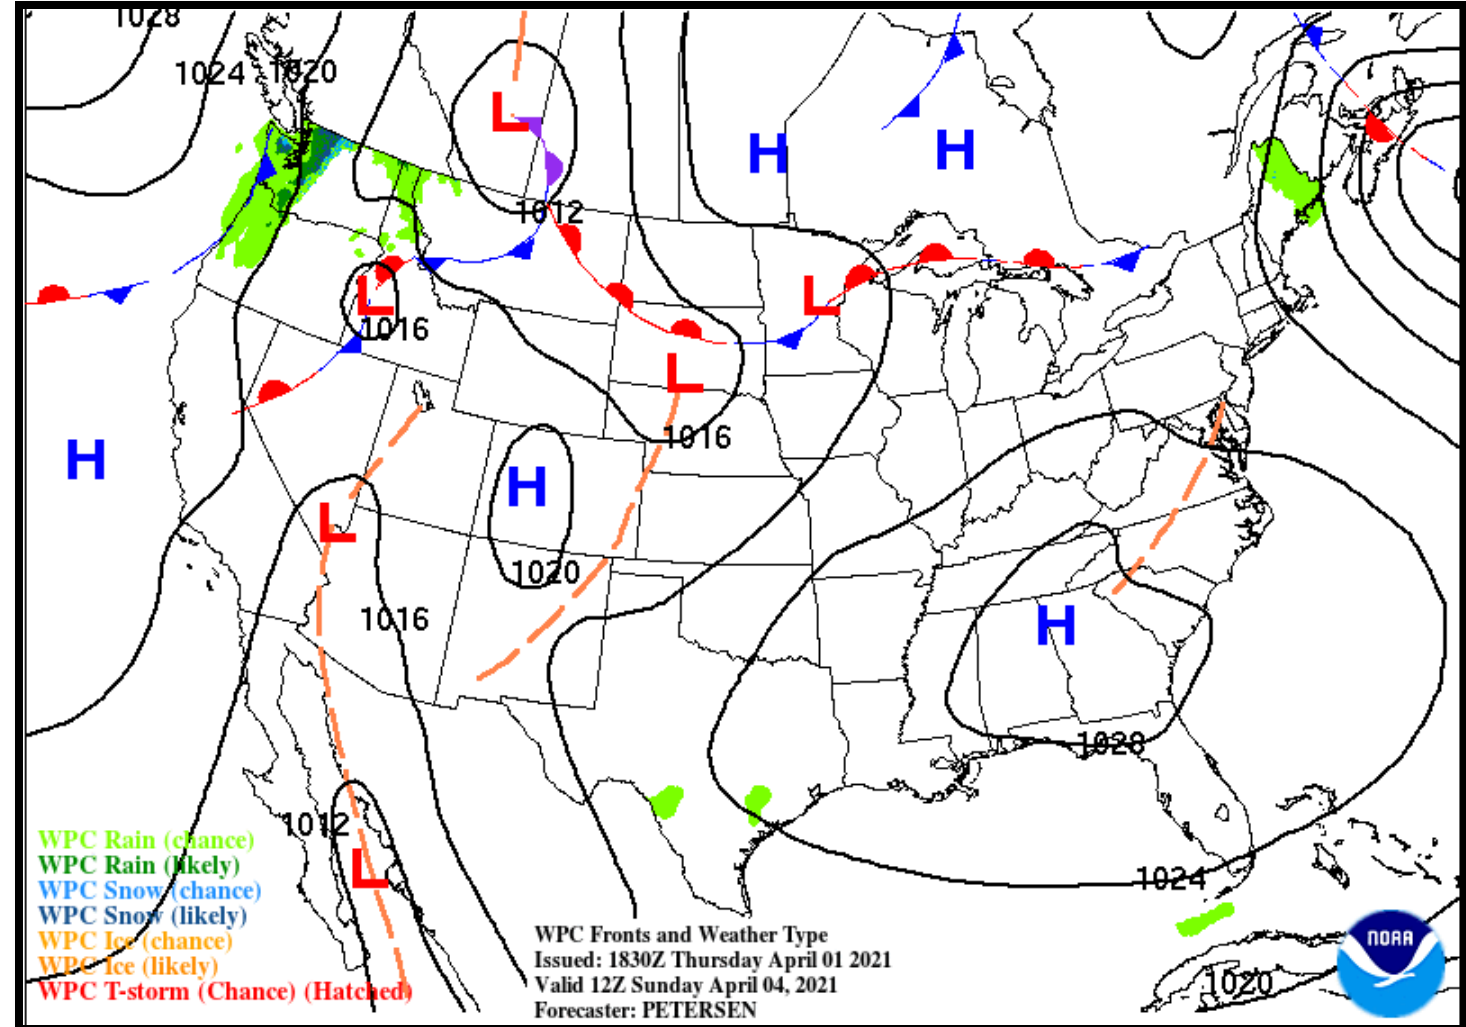 1028
1024
1020
L
H
H
1012
L
L
1016
L
1016
H
H
L
1020
1016
H
1028
1012
L
1024
1020
WPC Rain (chance)
WPC Rain (likely)
WPC Snow (chance)
WPC Snow (likely)
WPC Ice (chance)
WPC Ice (likely)
WPC T-storm (Chance) (Hatched)
WPC Fronts and Weather Type
Issued: 1830Z Thursday April 01 2021
Valid 12Z Sunday April 04, 2021
Forecaster: PETERSEN
NOAA